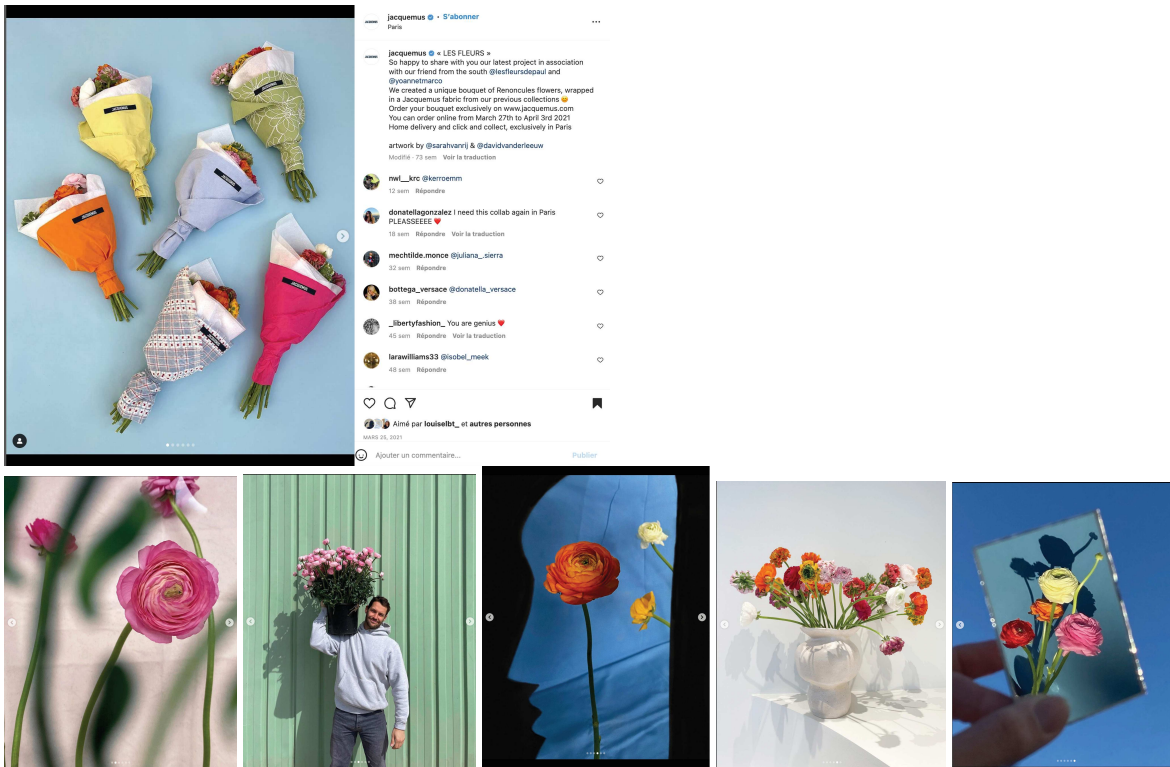 jacquemus • S'abonner
Paris
jacquemus « LES FLEURS »
So happy to share with you our latest project in association
with our friend from the south @lesfleursdepaul and
@yoannetmarco
We created a unique bouquet of Renoncules flowers, wrapped
in a Jacquemus fabric from our previous collections 😊
Order your bouquet exclusively on www.jacquemus.com
You can order online from March 27th to April 3rd 2021
Home delivery and click and collect, exclusively in Paris
artwork by @sarahvanrij & @davidvanderleeuw
Modifié · 73 sem Voir la traduction
nwl__krc @kerroemm
12 sem Répondre
donatellagonzalez I need this collab again in Paris
PLEASSEEEE ❤️
18 sem Répondre Voir la traduction
mechtilde.monce @juliana_.sierra
32 sem Répondre
bottega_versace @donatella_versace
38 sem Répondre
_libertyfashion_ You are genius ❤️
45 sem Répondre Voir la traduction
larawilliams33 @isobel_meek
48 sem Répondre
Aimé par louiselbt_ et autres personnes
MARS 25, 2021
Ajouter un commentaire...
Publier
JACQUEMUS
JACQUEMUS
JACQUEMUS
JACQUEMUS
JACQUEMUS
JACQUEMUS